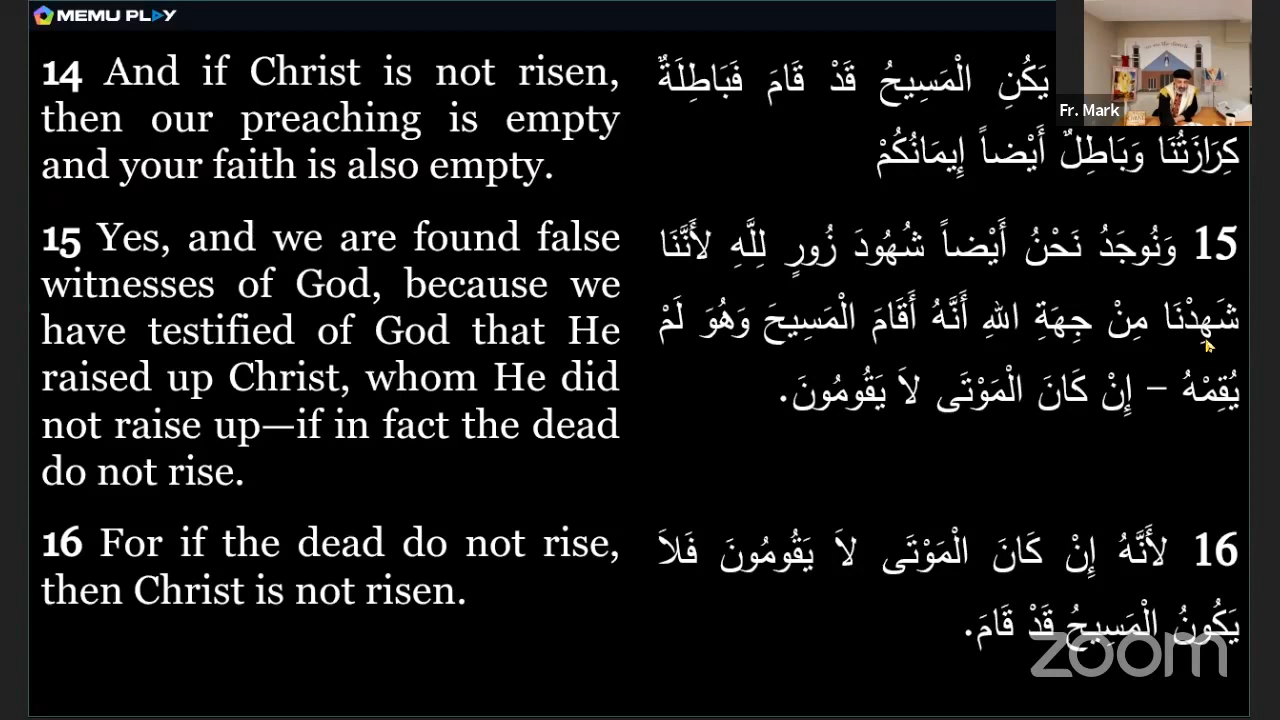 MEMU PLAY
14 And if Christ is not risen,
then our preaching is empty
and your faith is also empty.
15 Yes, and we are found false
witnesses of God, because we
have testified of God that He
raised up Christ, whom He did
not raise up—if in fact the dead
do not rise.
16 For if the dead do not rise,
then Christ is not risen.
يَكُنِ الْمَسِيحُ قَدْ قَامَ فَبَاطِلَةٌ
كِرَازَتُنَا وَبَاطِلٌ أَيْضاً إِيمَانُكُمْ
15 وَنُوجَدُ نَحْنُ أَيْضاً شُهُودَ زُورٍ لِلَّهِ لأَنَّنَا
شَهِدْنَا مِنْ جِهَةِ اللهِ أَنَّهُ أَقَامَ الْمَسِيحَ وَهُوَ لَمْ
يُقِمْهُ – إِنْ كَانَ الْمَوْتَى لاَ يَقُومُونَ.
16 لأَنَّهُ إِنْ كَانَ الْمَوْتَى لاَ يَقُومُونَ فَلاَ
يَكُونُ الْمَسِيحُ قَدْ قَامَ.
Fr. Mark
zoom